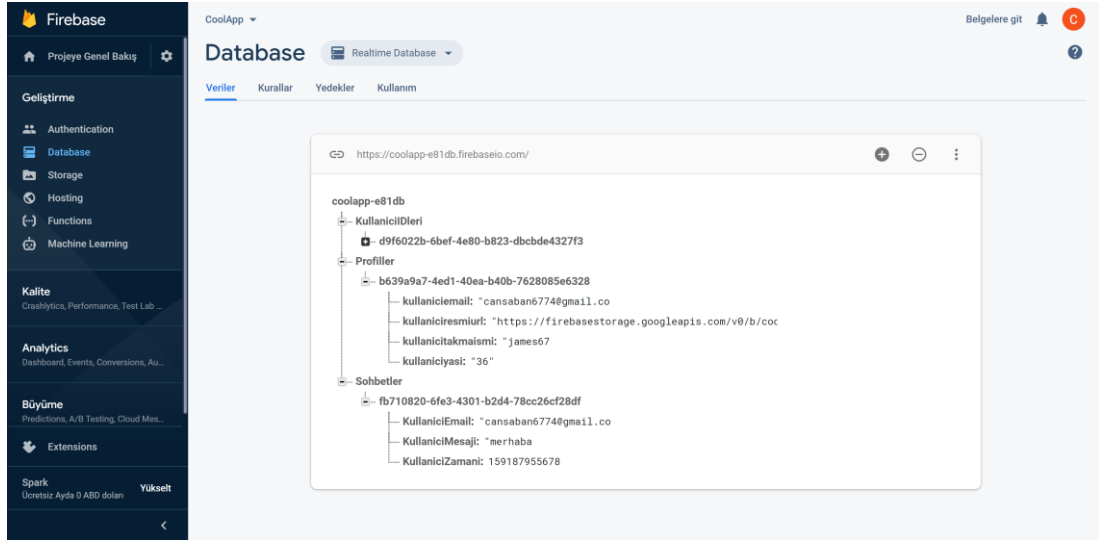 Firebase
CoolApp
Belgelere git
C
Projeye Genel Bakış
Database
Realtime Database
?
Veriler Kurallar Yedekler Kullanım
Geliştirme
Authentication
Database
Storage
Hosting
Functions
Machine Learning
Kalite
Crashlytics, Performance, Test Lab ...
Analytics
Dashboard, Events, Conversions, Au...
Büyüme
Predictions, A/B Testing, Cloud Mes...
Extensions
Spark
Ücretsiz Ayda 0 ABD doları
Yükselt
https://coolapp-e81db.firebaseio.com/
coolapp-e81db
KullaniciIDleri
d9f6022b-6bef-4e80-b823-dbcbde4327f3
Profiller
b639a9a7-4ed1-40ea-b40b-7628085e6328
kullaniciemail: "cansaban6774@gmail.co
kullaniciresmiurl: "https://firebasestorage.googleapis.com/v0/b/coc
kullanicitakmaismi: "james67
kullaniciyasi: "36"
Sohbetler
fb710820-6fe3-4301-b2d4-78cc26cf28df
KullaniciEmail: "cansaban6774@gmail.co
KullaniciMesaji: "merhaba
KullaniciZamani: 159187955678